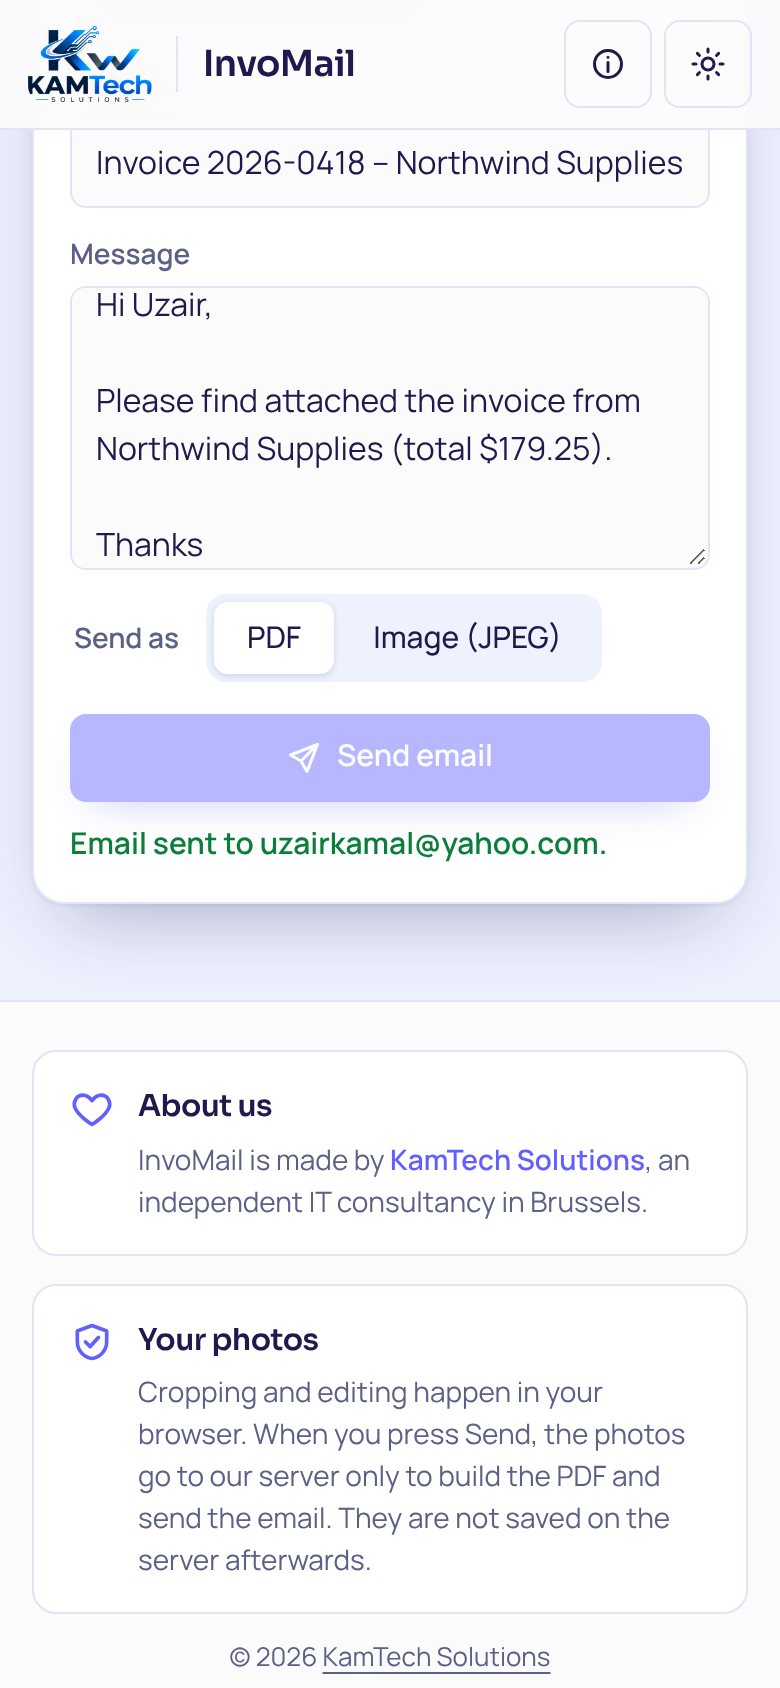 Kw
KAMTech
SOLUTIONS
InvoMail
Invoice 2026-0418 – Northwind Supplies
Message
Hi Uzair,
Please find attached the invoice from
Northwind Supplies (total $179.25).
Thanks
Send as
PDF
Image (JPEG)
Send email
Email sent to uzairkamal@yahoo.com.
About us
InvoMail is made by KamTech Solutions, an
independent IT consultancy in Brussels.
Your photos
Cropping and editing happen in your
browser. When you press Send, the photos
go to our server only to build the PDF and
send the email. They are not saved on the
server afterwards.
© 2026 KamTech Solutions